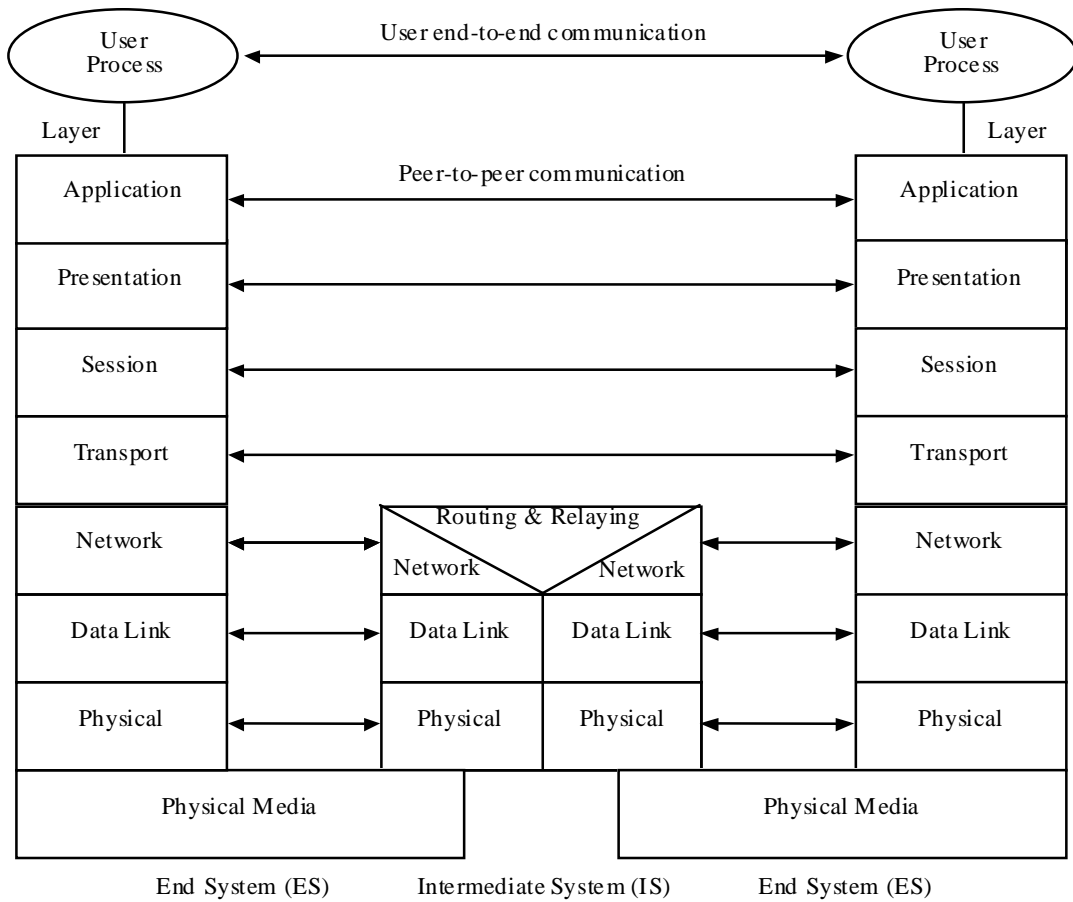 User
Process
User end-to-end communication
User
Process
Layer
Layer
Application
Peer-to-peer communication
Application
Presentation
Presentation
Session
Session
Transport
Transport
Routing & Relaying
Network
Network
Network
Network
Data Link
Data Link
Data Link
Data Link
Physical
Physical
Physical
Physical
Physical Media
Physical Media
End System (ES)
Intermediate System (IS)
End System (ES)